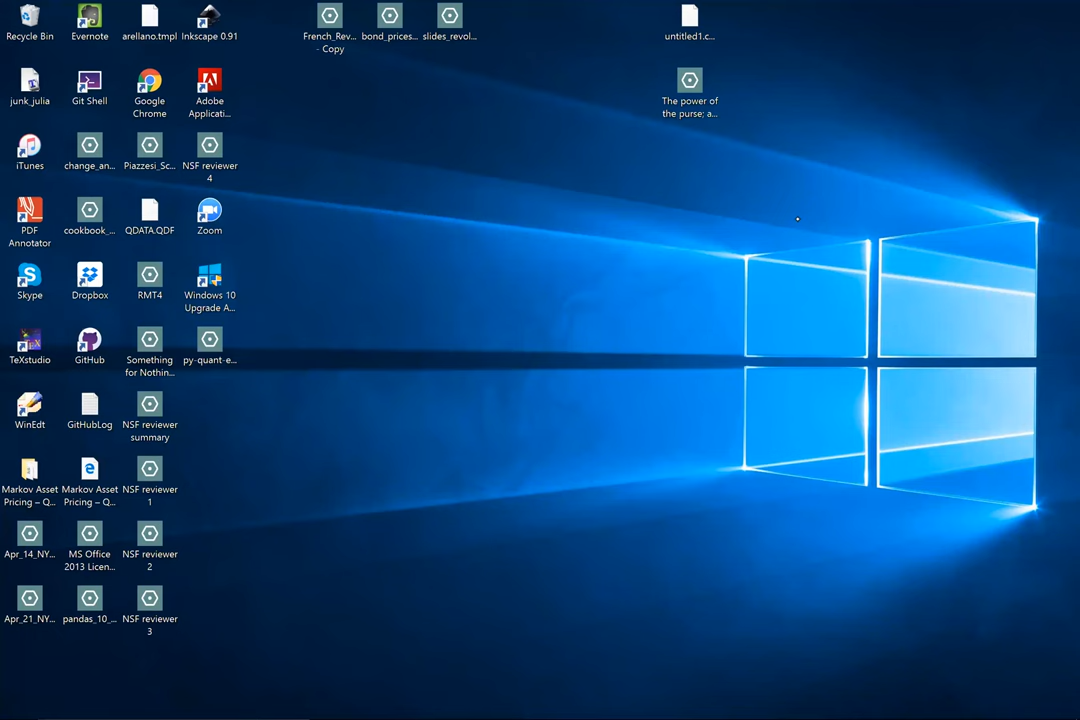 Recycle Bin
Evernote
arellano.tmpl
Inkscape 0.91
French_Rev...
- Copy
bond_prices...
slides_revol...
untitled1.c...
junk_julia
Git Shell
Google
Chrome
Adobe
Applicati...
The power of
the purse; a...
iTunes
change_an...
Piazzesi_Sc...
NSF reviewer
4
PDF
Annotator
cookbook_...
QDATA.QDF
Zoom
Skype
Dropbox
RMT4
Windows 10
Upgrade A...
TeXstudio
GitHub
Something
for Nothin...
py-quant-e...
WinEdt
GitHubLog
NSF reviewer
summary
Markov Asset
Pricing – Q...
Markov Asset
Pricing – Q...
NSF reviewer
1
Apr_14_NY...
MS Office
2013 Licen...
NSF reviewer
2
Apr_21_NY...
pandas_10_...
NSF reviewer
3